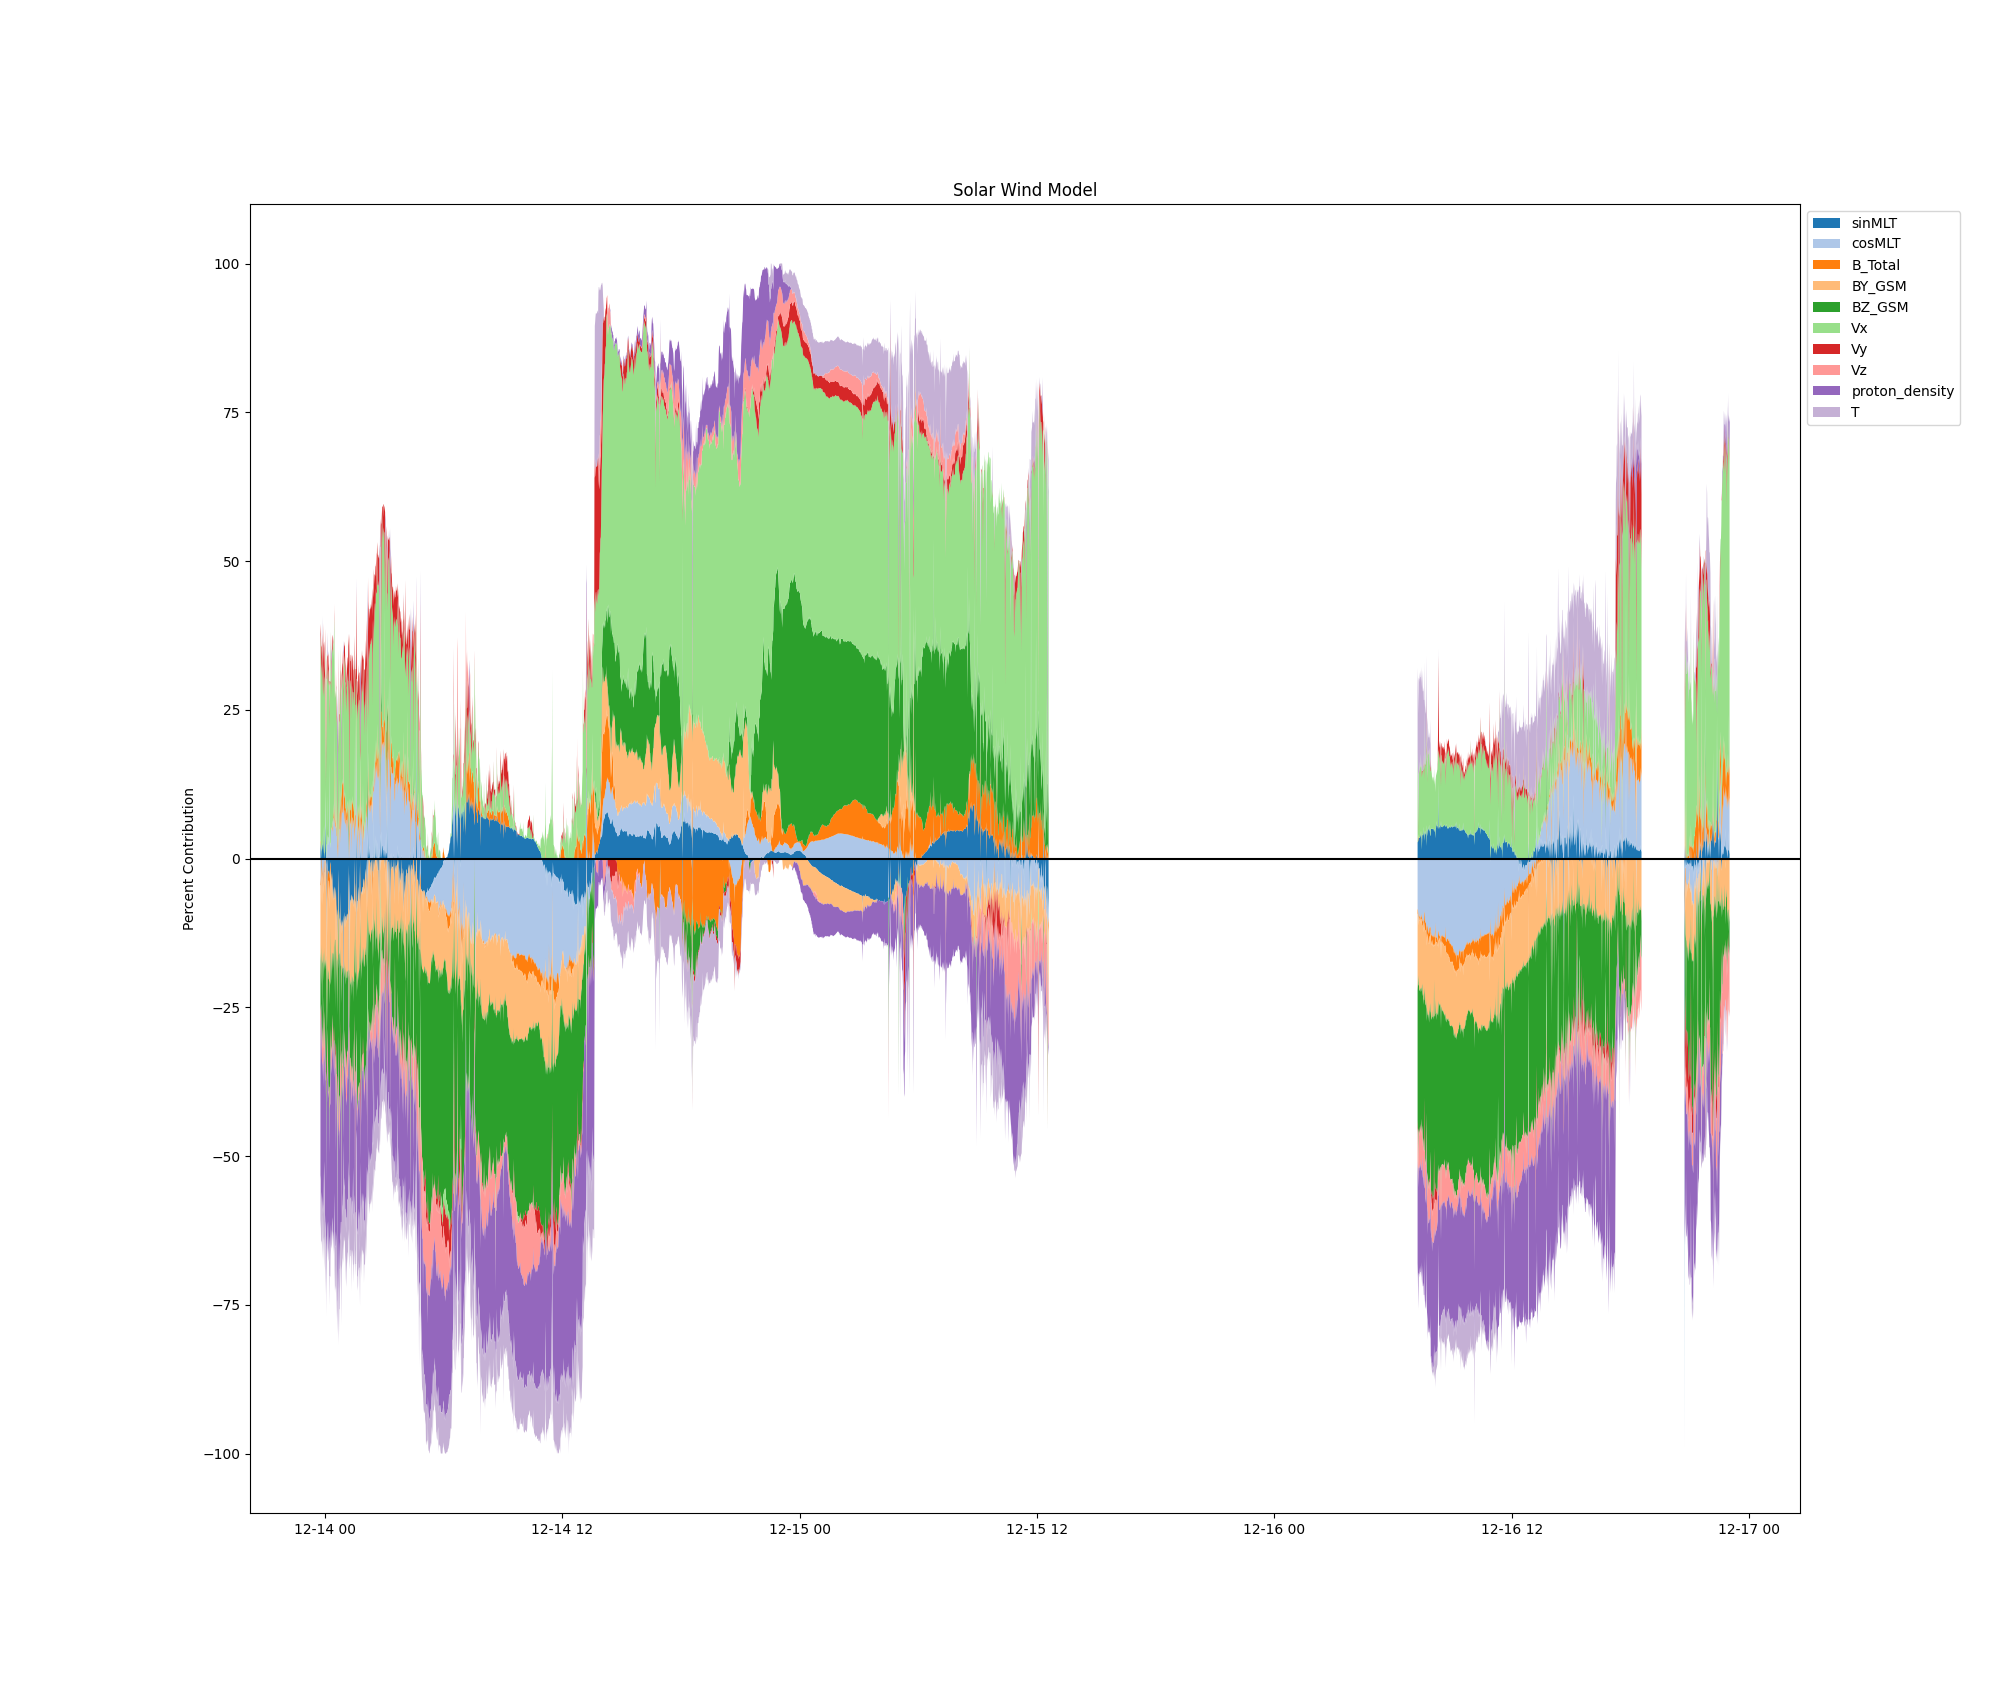 Solar Wind Model
sinMLT
cosMLT
B_Total
BY_GSM
BZ_GSM
Vx
Vy
Vz
proton_density
T
Percent Contribution
100
75
50
25
0
−25
−50
−75
−100
12-14 00
12-14 12
12-15 00
12-15 12
12-16 00
12-16 12
12-17 00